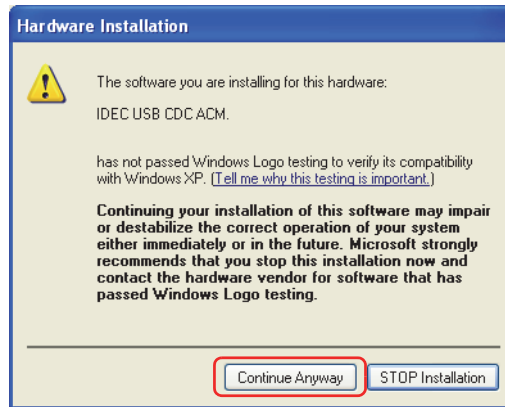 Hardware Installation
The software you are installing for this hardware:
IDEC USB CDC ACM.
has not passed Windows Logo testing to verify its compatibility
with Windows XP. (Tell me why this testing is important.)
Continuing your installation of this software may impair
or destabilize the correct operation of your system
either immediately or in the future. Microsoft strongly
recommends that you stop this installation now and
contact the hardware vendor for software that has
passed Windows Logo testing.
Continue Anyway
STOP Installation